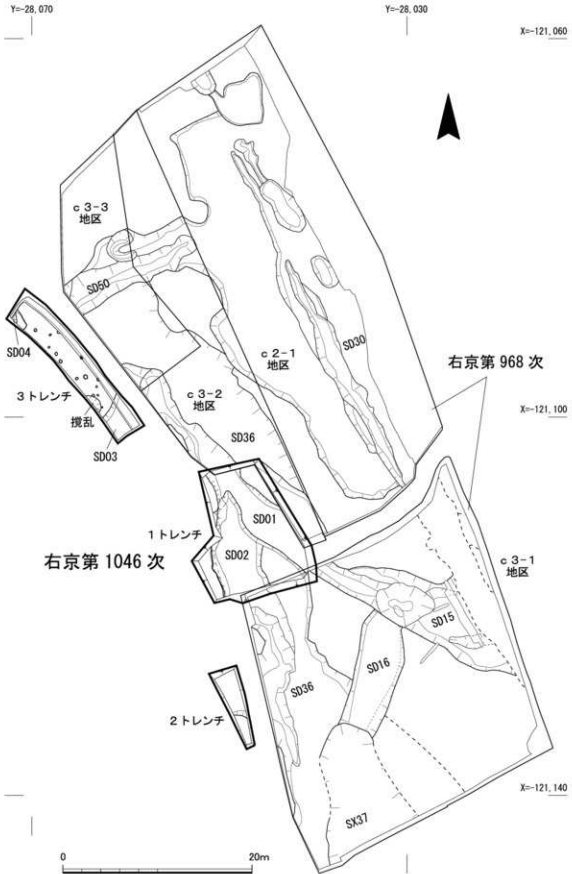 Y=-28,070
Y=-28,030
X=-121,060
c 3-3
地区
SD50
SD04
c 2-1
地区
SD30
右京第 968 次
3 トレンチ
c 3-2
地区
撹乱
SD03
X=-121,100
SD36
1 トレンチ
SD01
右京第 1046 次
SD02
c 3-1
地区
SD15
SD16
SD36
2 トレンチ
X=-121,140
SX37
0
20m